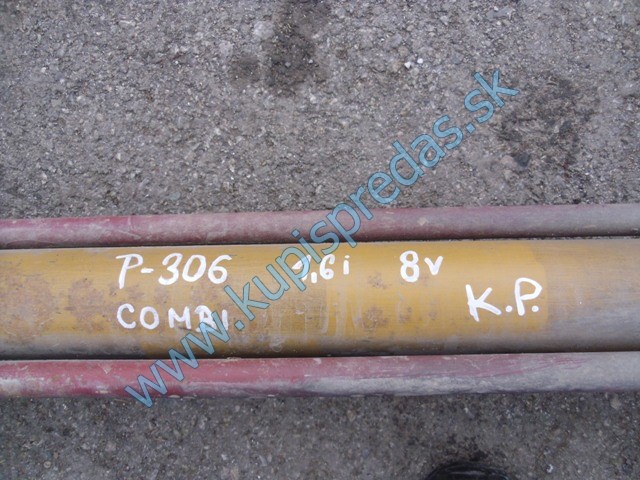 P-306 1,6i 8v
COMBI K.P.
www.kupispredas.sk